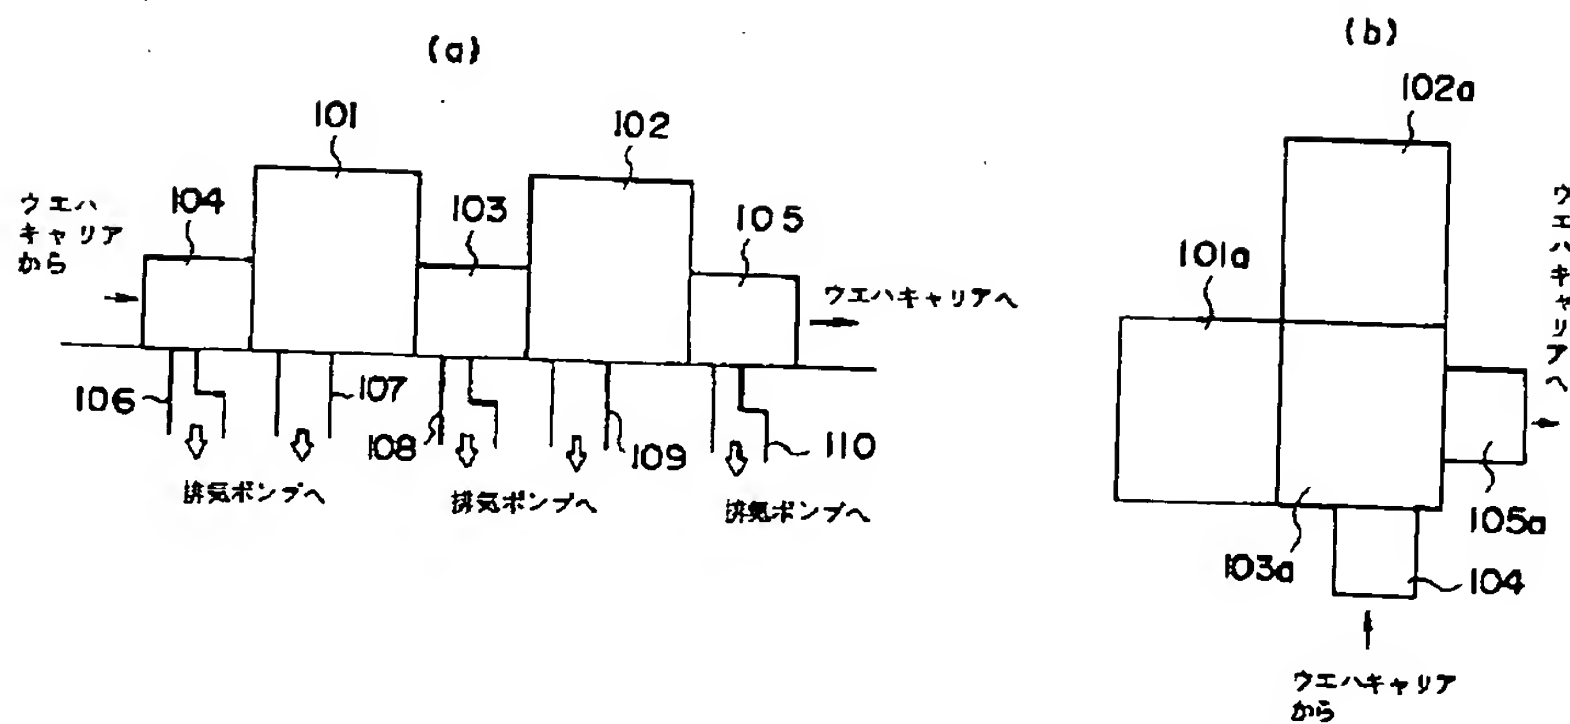 (a)
(b)
101
102
102a
ウエハ
キャリア
から
104
103
105
101a
ウエハキャリアへ
ウエハキャリアへ
106
107
108
109
110
排気ポンプへ
排気ポンプへ
排気ポンプへ
105a
103a
104
ウエハキャリア
から